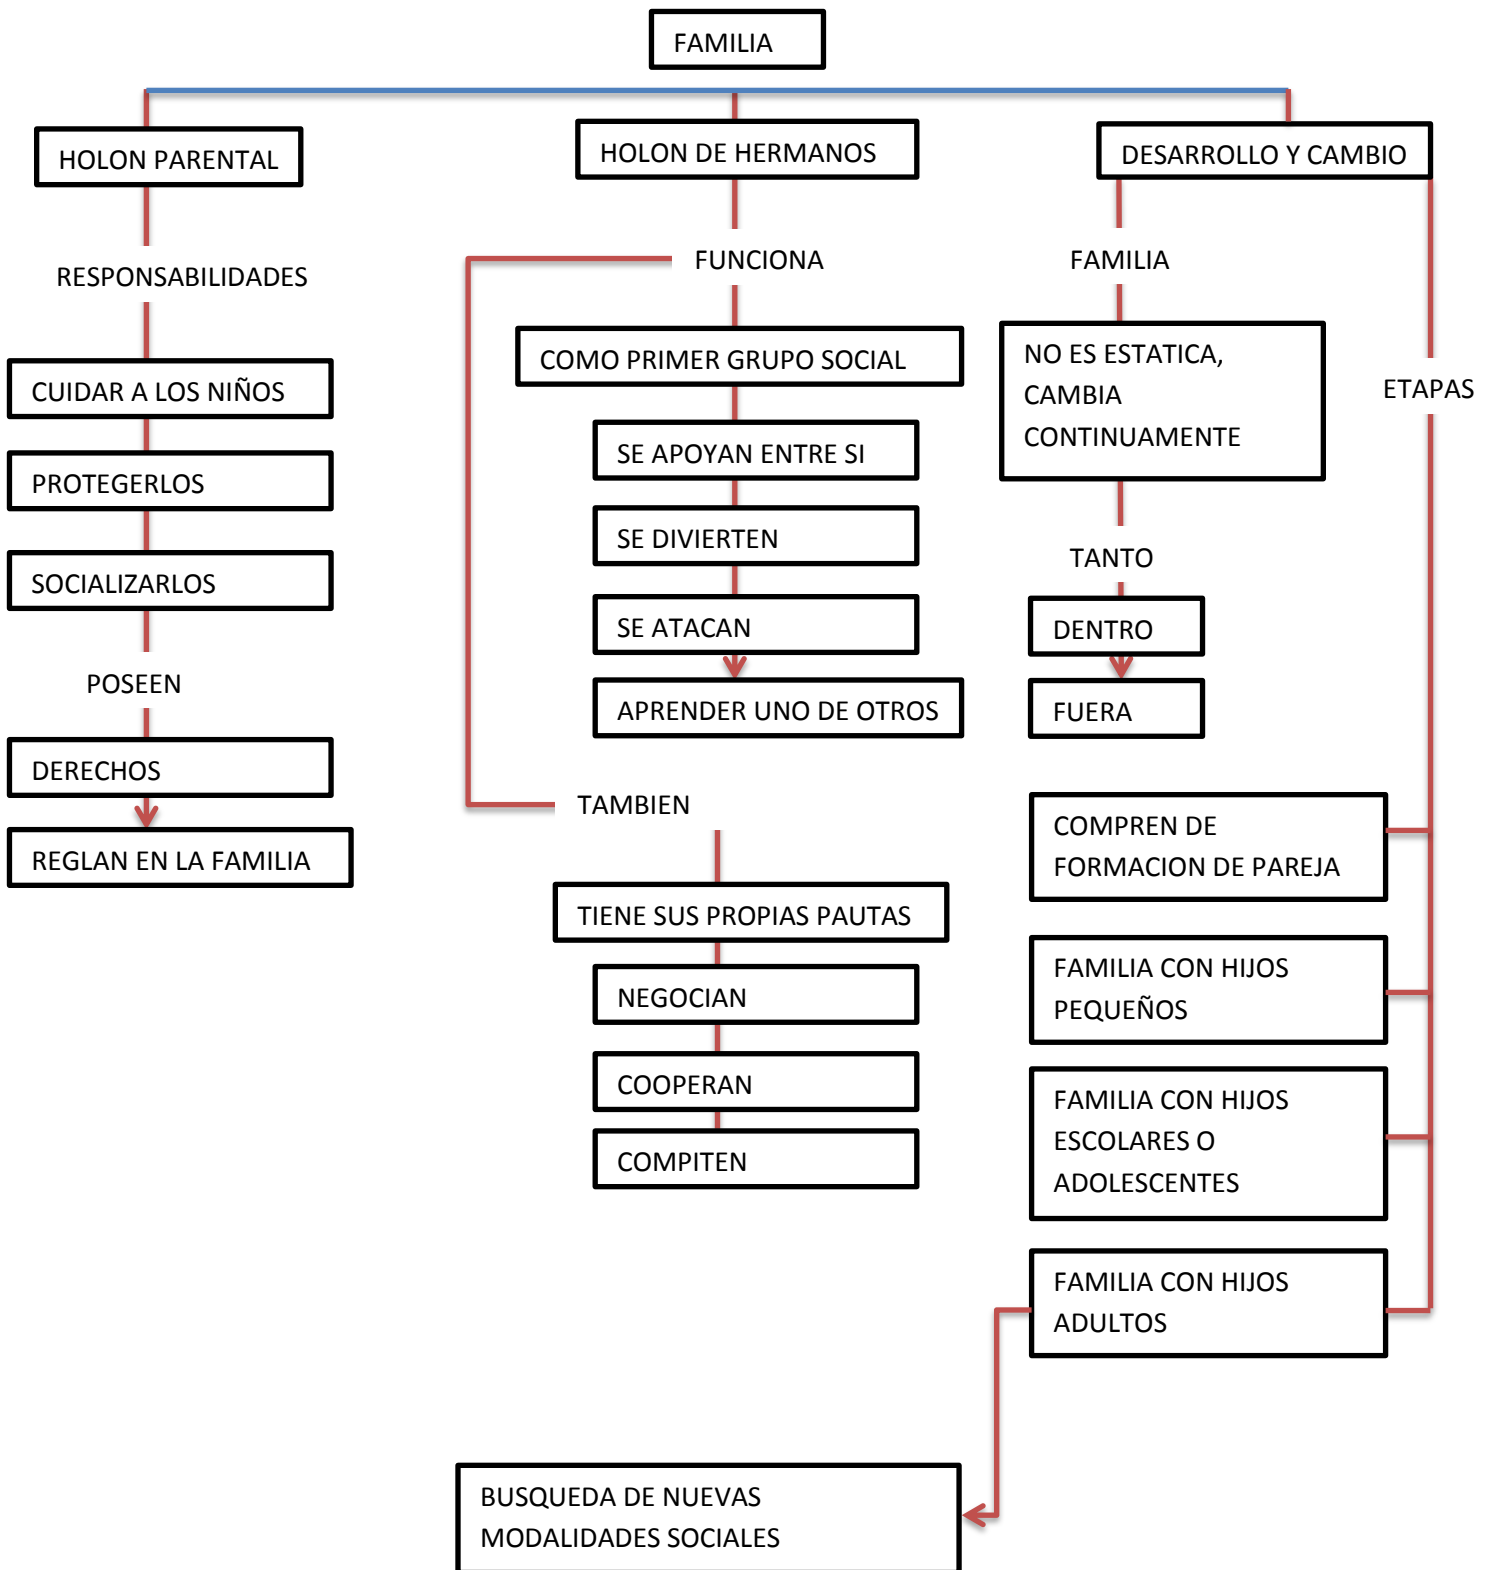 FAMILIA
HOLON PARENTAL
RESPONSABILIDADES
CUIDAR A LOS NIÑOS
PROTEGERLOS
SOCIALIZARLOS
POSEEN
DERECHOS
REGLAN EN LA FAMILIA
HOLON DE HERMANOS
FUNCIONA
COMO PRIMER GRUPO SOCIAL
SE APOYAN ENTRE SI
SE DIVIERTEN
SE ATACAN
APRENDER UNO DE OTROS
TAMBIEN
TIENE SUS PROPIAS PAUTAS
NEGOCIAN
COOPERAN
COMPITEN
DESARROLLO Y CAMBIO
FAMILIA
NO ES ESTATICA,
CAMBIA
CONTINUAMENTE
TANTO
DENTRO
FUERA
ETAPAS
COMPREN DE
FORMACION DE PAREJA
FAMILIA CON HIJOS
PEQUEÑOS
FAMILIA CON HIJOS
ESCOLARES O
ADOLESCENTES
FAMILIA CON HIJOS
ADULTOS
BUSQUEDA DE NUEVAS
MODALIDADES SOCIALES